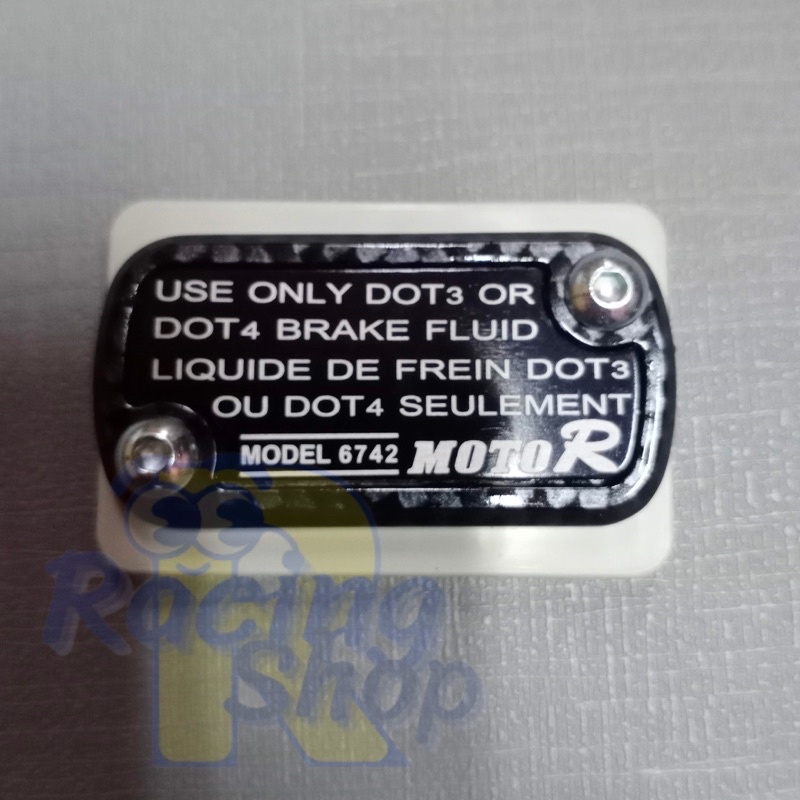 USE ONLY DOT3 OR
DOT4 BRAKE FLUID
LIQUIDE DE FREIN DOT3
OU DOT4 SEULEMENT
MODEL 6742 MOTOR
Racing
Shop